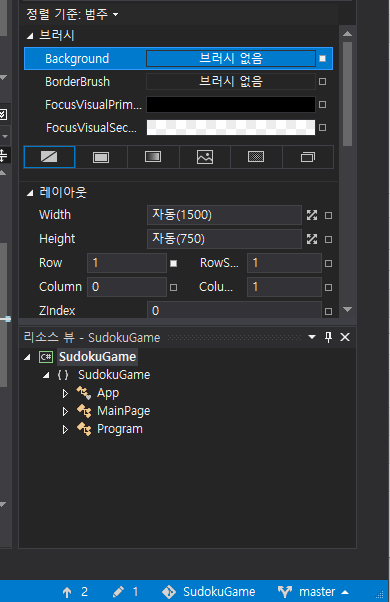 정렬 기준: 범주
브러시
Background 브러시 없음
BorderBrush 브러시 없음
FocusVisualPrim...
FocusVisualSec...
레이아웃
Width 자동(1500)
Height 자동(750)
Row 1 RowS... 1
Column 0 Colu... 1
ZIndex 0
리소스 뷰 - SudokuGame
C# SudokuGame
{ } SudokuGame
App
MainPage
Program
2 1 SudokuGame master